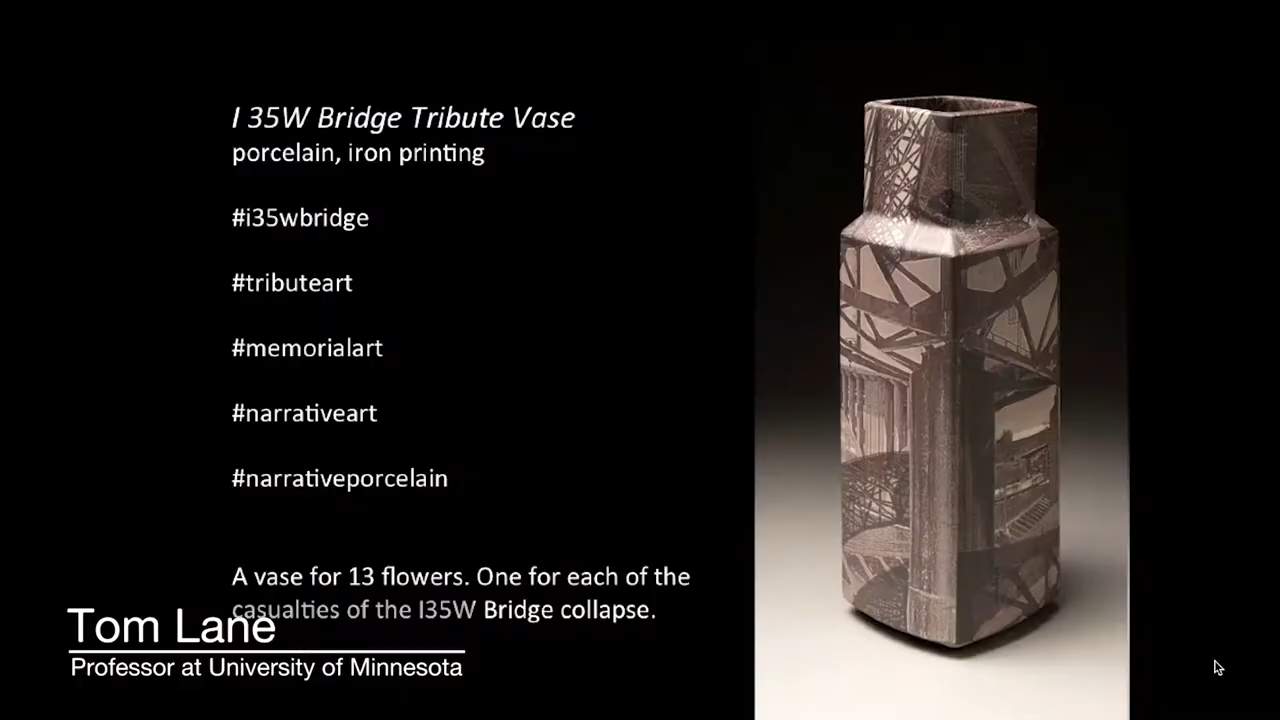 I 35W Bridge Tribute Vase
porcelain, iron printing
#i35wbridge
#tributeart
#memorialart
#narrativeart
#narrativeporcelain
A vase for 13 flowers. One for each of the
casualties of the I35W Bridge collapse.
Tom Lane
Professor at University of Minnesota